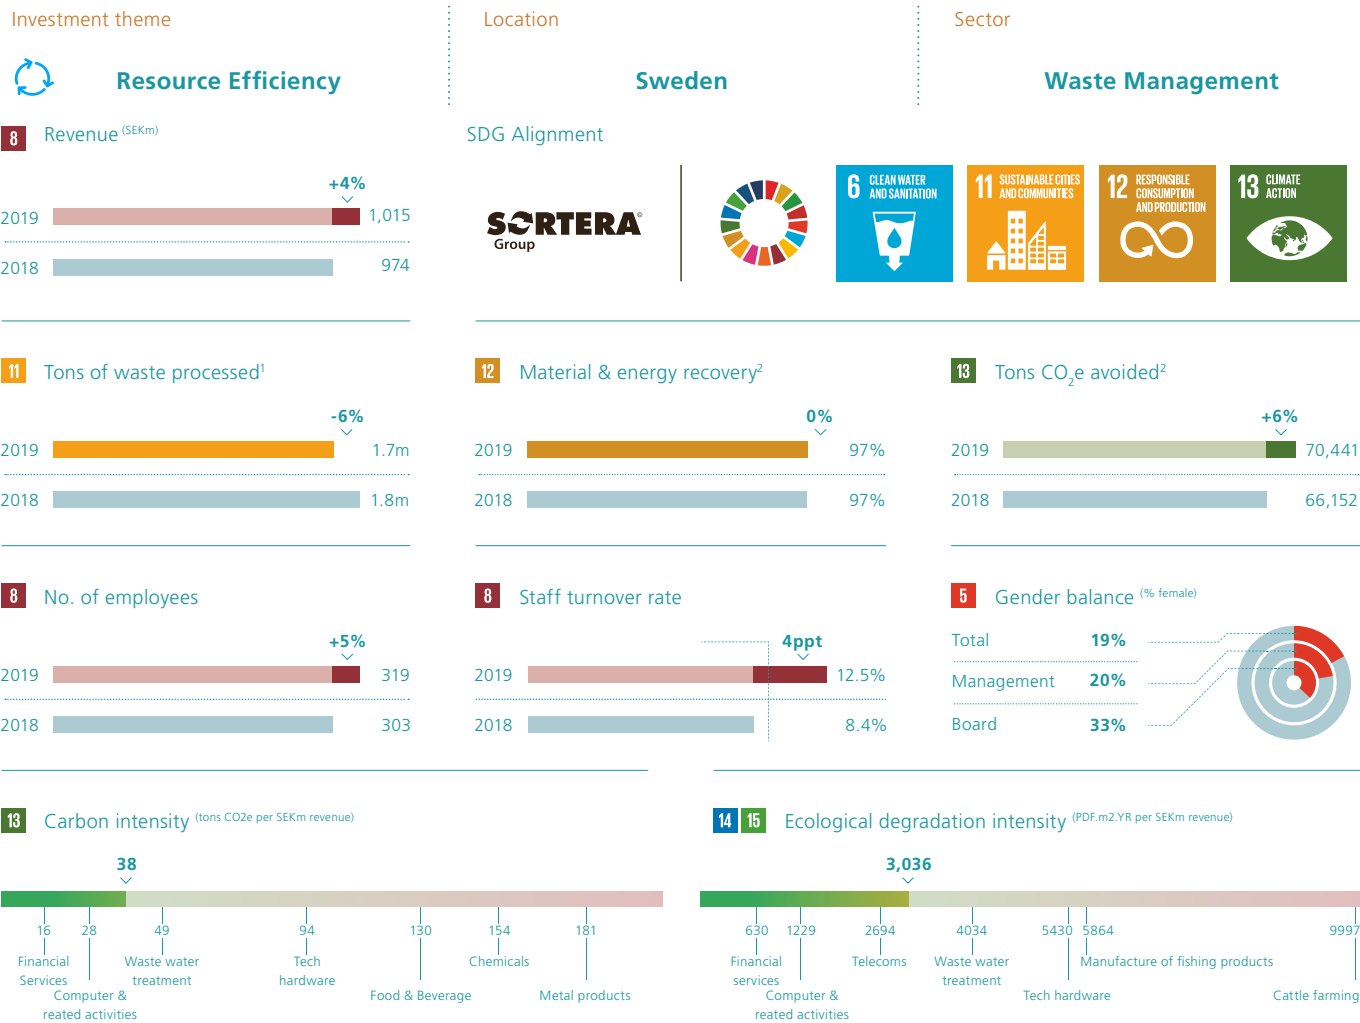 Investment theme
Location
Sector
Resource Efficiency
Sweden
Waste Management
8 Revenue (SEKm)
+4%
2019 1,015
2018 974
SDG Alignment
SORTERA©
Group
6 CLEAN WATER
AND SANITATION
11 SUSTAINABLE CITIES
AND COMMUNITIES
12 RESPONSIBLE
CONSUMPTION
AND PRODUCTION
13 CLIMATE
ACTION
11 Tons of waste processed1
-6%
2019 1.7m
2018 1.8m
12 Material & energy recovery2
0%
2019 97%
2018 97%
13 Tons CO2e avoided2
+6%
2019 70,441
2018 66,152
8 No. of employees
+5%
2019 319
2018 303
8 Staff turnover rate
4ppt
2019 12.5%
2018 8.4%
5 Gender balance (% female)
Total 19%
Management 20%
Board 33%
13 Carbon intensity (tons CO2e per SEKm revenue)
38
16 28 49 94 130 154 181
Financial
Services
Computer &
reated activities
Waste water
treatment
Tech
hardware
Food & Beverage
Chemicals
Metal products
14 15 Ecological degradation intensity (PDF.m2.YR per SEKm revenue)
3,036
630 1229 2694 4034 5430 5864 9997
Financial
services
Computer &
reated activities
Telecoms
Waste water
treatment
Tech hardware
Manufacture of fishing products
Cattle farming